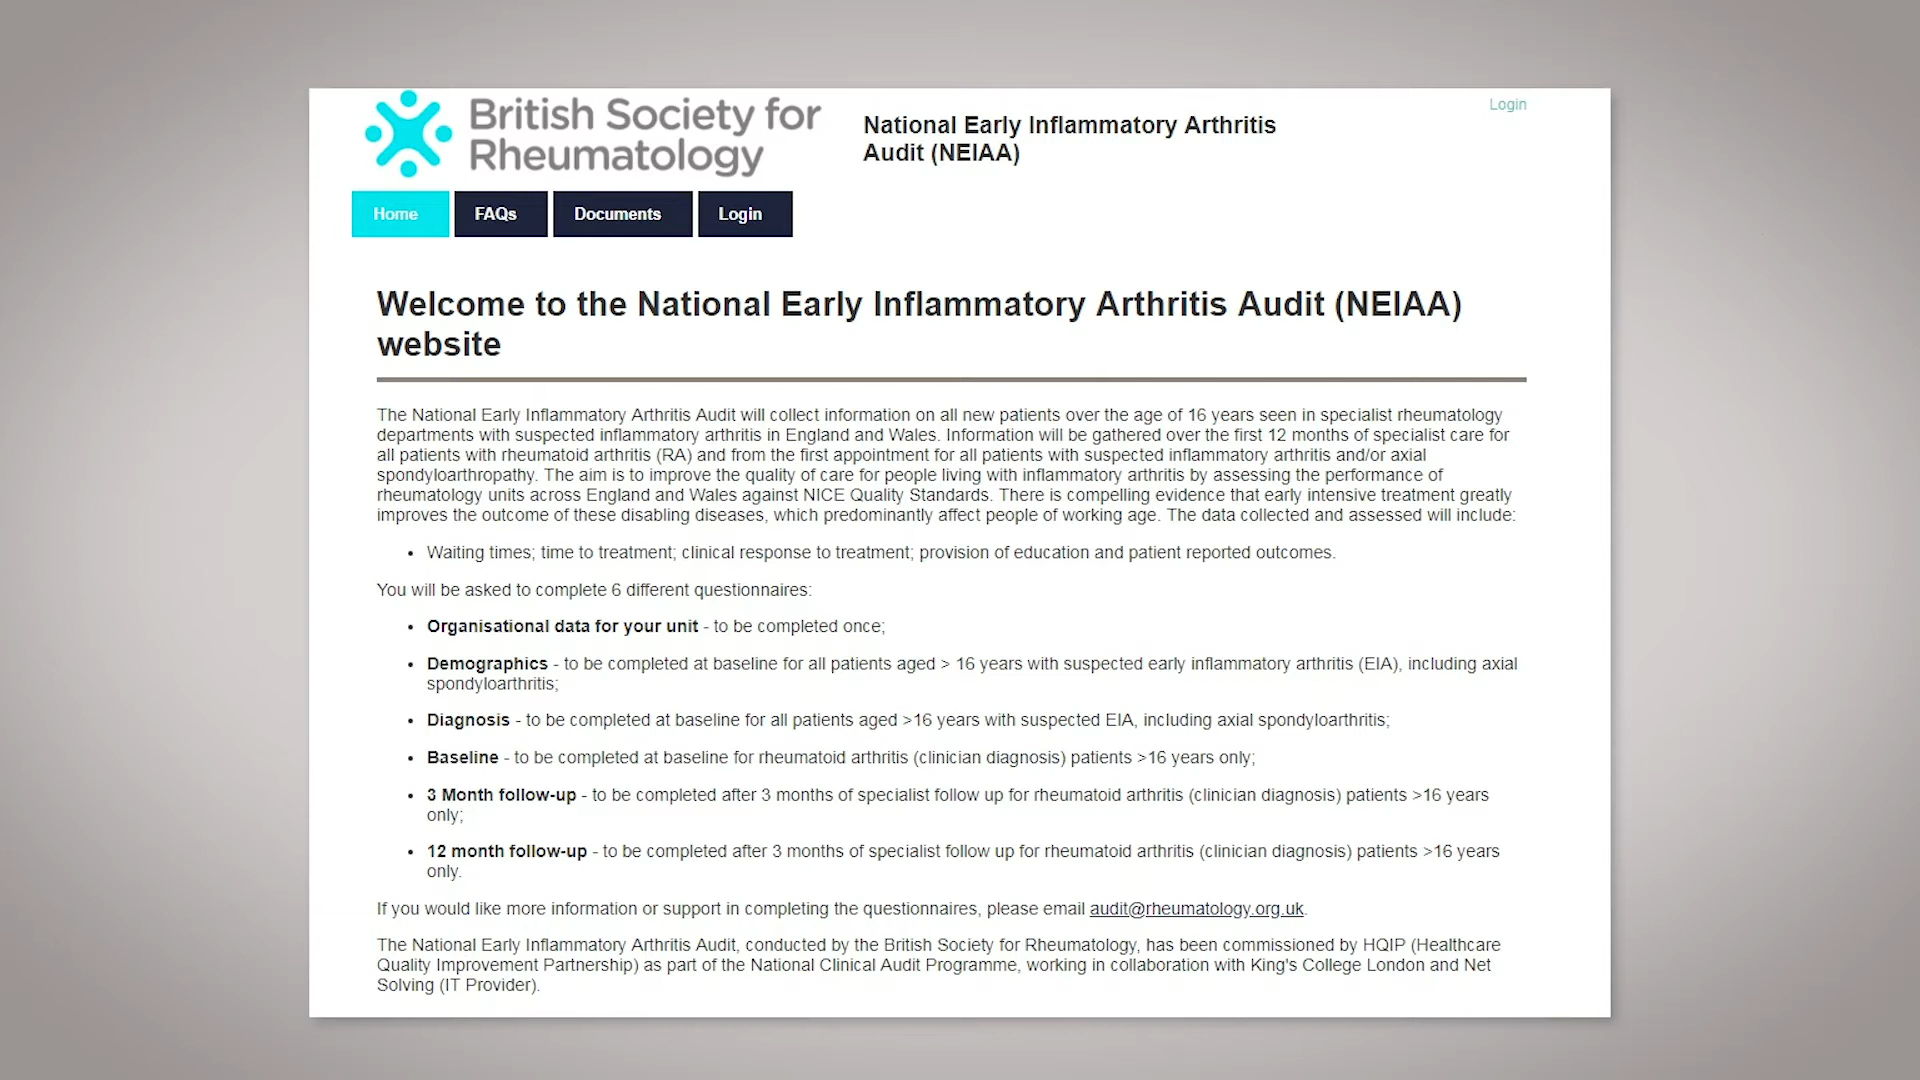 British Society for
Rheumatology
National Early Inflammatory Arthritis
Audit (NEIAA)
Login
Home
FAQs
Documents
Login
Welcome to the National Early Inflammatory Arthritis Audit (NEIAA)
website
The National Early Inflammatory Arthritis Audit will collect information on all new patients over the age of 16 years seen in specialist rheumatology
departments with suspected inflammatory arthritis in England and Wales. Information will be gathered over the first 12 months of specialist care for
all patients with rheumatoid arthritis (RA) and from the first appointment for all patients with suspected inflammatory arthritis and/or axial
spondyloarthropathy. The aim is to improve the quality of care for people living with inflammatory arthritis by assessing the performance of
rheumatology units across England and Wales against NICE Quality Standards. There is compelling evidence that early intensive treatment greatly
improves the outcome of these disabling diseases, which predominantly affect people of working age. The data collected and assessed will include:
• Waiting times; time to treatment; clinical response to treatment; provision of education and patient reported outcomes.
You will be asked to complete 6 different questionnaires:
• Organisational data for your unit - to be completed once;
• Demographics - to be completed at baseline for all patients aged > 16 years with suspected early inflammatory arthritis (EIA), including axial
spondyloarthritis;
• Diagnosis - to be completed at baseline for all patients aged >16 years with suspected EIA, including axial spondyloarthritis;
• Baseline - to be completed at baseline for rheumatoid arthritis (clinician diagnosis) patients >16 years only;
• 3 Month follow-up - to be completed after 3 months of specialist follow up for rheumatoid arthritis (clinician diagnosis) patients >16 years
only;
• 12 month follow-up - to be completed after 3 months of specialist follow up for rheumatoid arthritis (clinician diagnosis) patients >16 years
only.
If you would like more information or support in completing the questionnaires, please email audit@rheumatology.org.uk.
The National Early Inflammatory Arthritis Audit, conducted by the British Society for Rheumatology, has been commissioned by HQIP (Healthcare
Quality Improvement Partnership) as part of the National Clinical Audit Programme, working in collaboration with King's College London and Net
Solving (IT Provider).